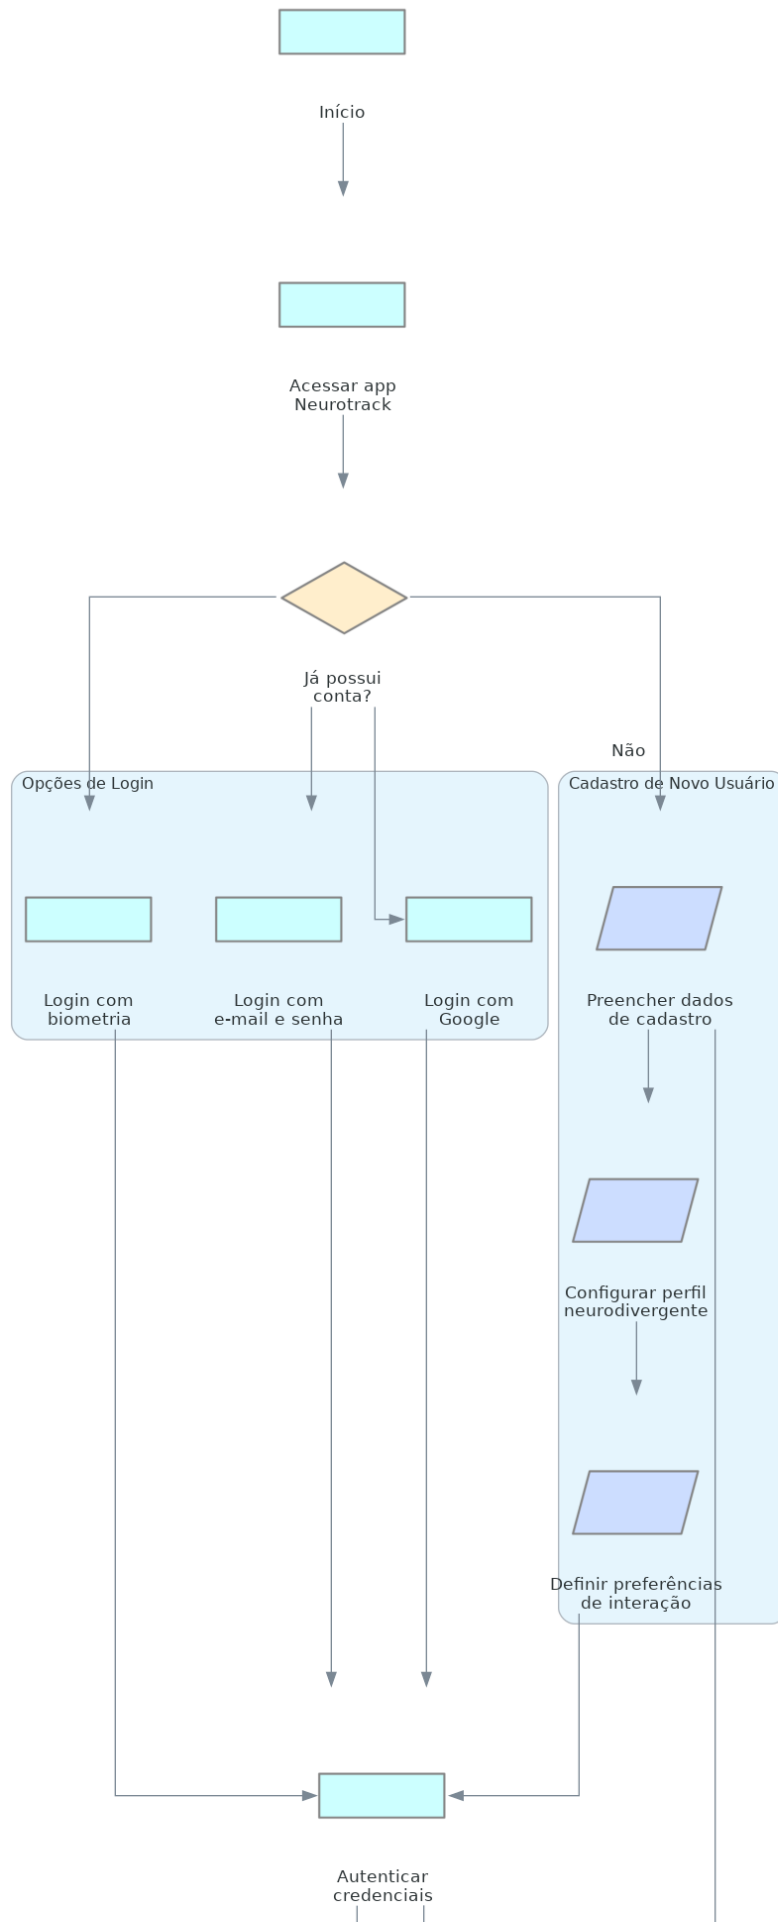 Início
Acessar app
Neurotrack
Já possui
conta?
Não
Opções de Login
Cadastro de Novo Usuário
Login com
biometria
Login com
e-mail e senha
Login com
Google
Preencher dados
de cadastro
Configurar perfil
neurodivergente
Definir preferências
de interação
Autenticar
credenciais